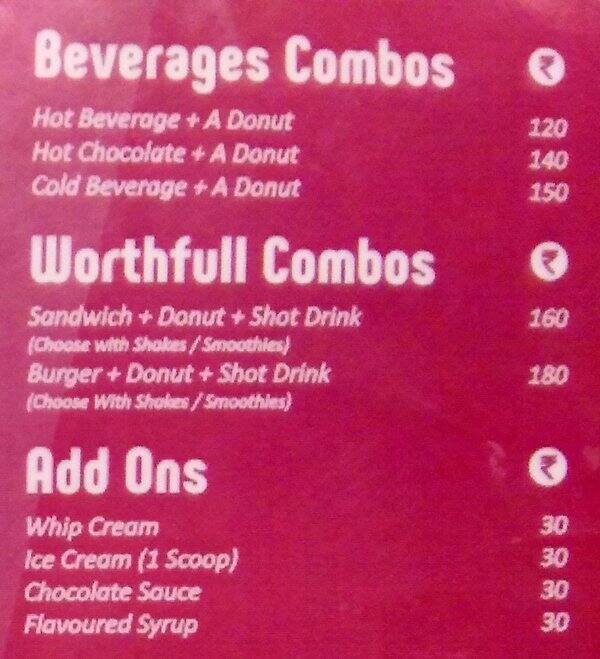 Beverages Combos ₹
Hot Beverage + A Donut 120
Hot Chocolate + A Donut 140
Cold Beverage + A Donut 150
Worthfull Combos ₹
Sandwich + Donut + Shot Drink 160
(Choose with Shakes / Smoothies)
Burger + Donut + Shot Drink 180
(Choose With Shakes / Smoothies)
Add Ons ₹
Whip Cream 30
Ice Cream (1 Scoop) 30
Chocolate Sauce 30
Flavoured Syrup 30